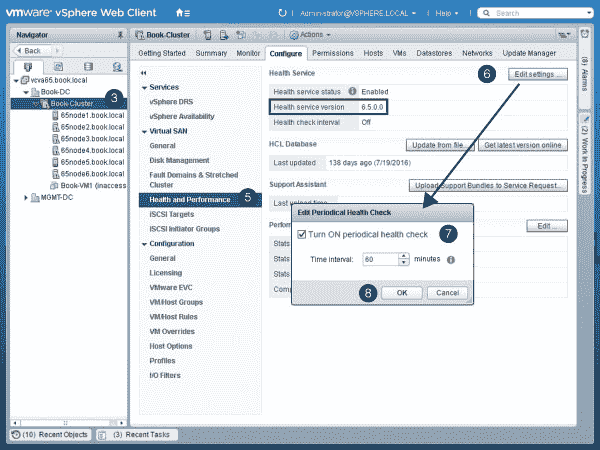 vmware® vSphere Web Client
Administrator@VSPHERE.LOCAL
Help
Search
Navigator
Back
vcva65.book.local
Book-DC
Book-Cluster
3
65node1.book.local
65node2.book.local
65node3.book.local
65node4.book.local
65node5.book.local
65node6.book.local
Book-VM1 (inaccess
MGMT-DC
Book-Cluster
Actions
Getting Started Summary Monitor Configure Permissions Hosts VMs Datastores Networks Update Manager
Services
vSphere DRS
vSphere Availability
Virtual SAN
General
Disk Management
Fault Domains & Stretched
Cluster
5
Health and Performance
iSCSI Targets
iSCSI Initiator Groups
Configuration
General
Licensing
VMware EVC
VM/Host Groups
VM/Host Rules
VM Overrides
Host Options
Profiles
I/O Filters
Health Service
6
Edit settings ...
Health service status Enabled
Health service version 6.5.0.0
Health check interval Off
HCL Database
Update from file...
Get latest version online
Last updated 138 days ago (7/19/2016)
Support Assistant
Upload Support Bundles to Service Request...
Perfor
Edit ...
Stats
Stats
Stats
Comp
Edit Periodical Health Check
Turn ON periodical health check
7
Time interval: 60 minutes
8
OK
Cancel
(8) Alarms
(2) Work In Progress
(10) Recent Objects
(3) Recent Tasks